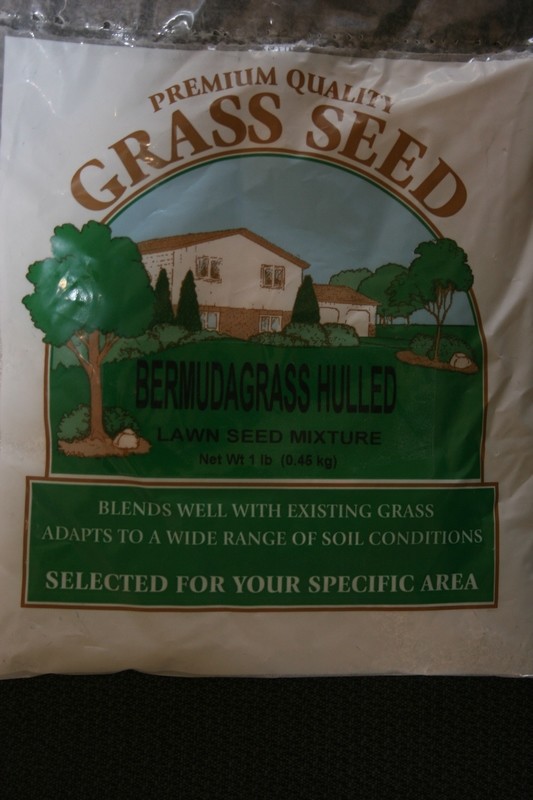 PREMIUM QUALITY
GRASS SEED
BERMUDAGRASS HULLED
LAWN SEED MIXTURE
Net Wt 1 lb (0.45 kg)
BLENDS WELL WITH EXISTING GRASS
ADAPTS TO A WIDE RANGE OF SOIL CONDITIONS
SELECTED FOR YOUR SPECIFIC AREA